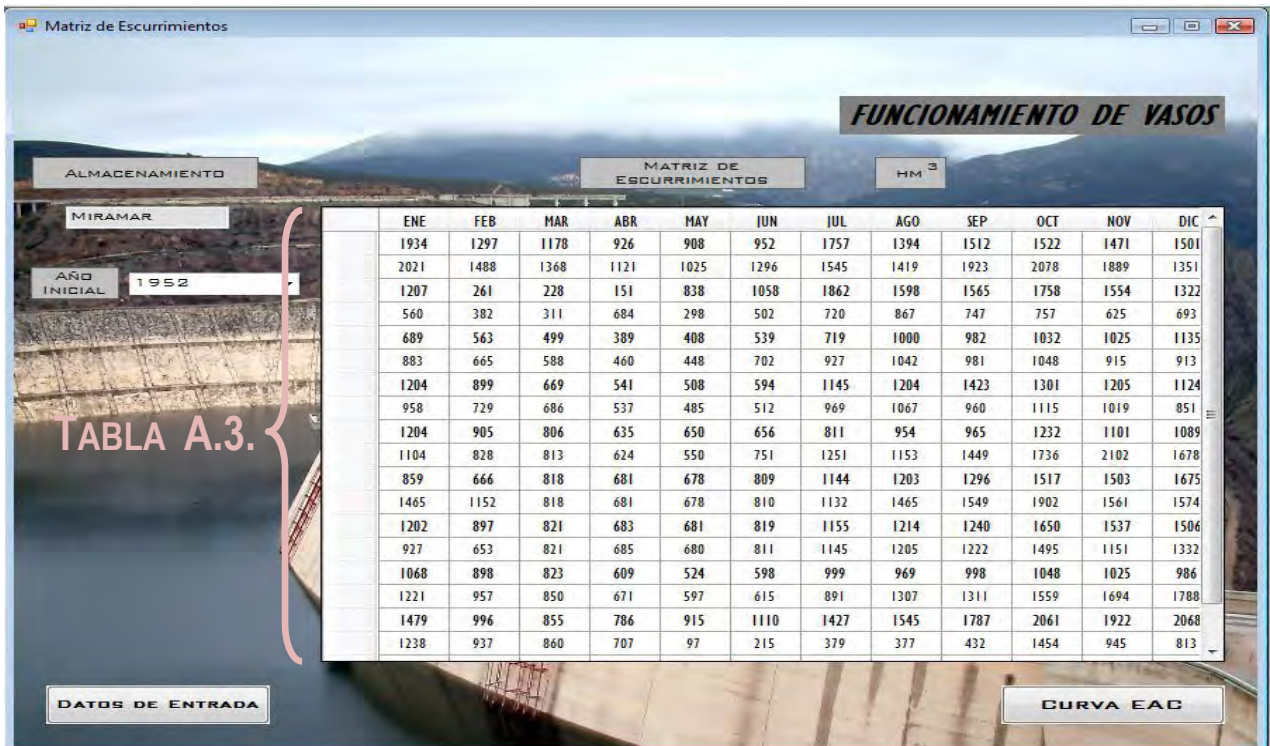 Matriz de Escurrimientos
FUNCIONAMIENTO DE VASOS
ALMACENAMIENTO
MATRIZ DE
ESCURRIMIENTOS
HM 3
MIRAMAR
AÑO
INICIAL
1952
ENE FEB MAR ABR MAY JUN JUL AGO SEP OCT NOV DIC
1934 1297 1178 926 908 952 1757 1394 1512 1522 1471 1501
2021 1488 1368 1121 1025 1296 1545 1419 1923 2078 1889 1351
1207 261 228 151 838 1058 1862 1598 1565 1758 1554 1322
560 382 311 684 298 502 720 867 747 757 625 693
689 563 499 389 408 539 719 1000 982 1032 1025 1135
883 665 588 460 448 702 927 1042 981 1048 915 913
1204 899 669 541 508 594 1145 1204 1423 1301 1205 1124
958 729 686 537 485 512 969 1067 960 1115 1019 851
1204 905 806 635 650 656 811 954 965 1232 1101 1089
1104 828 813 624 550 751 1251 1153 1449 1736 2102 1678
859 666 818 681 678 809 1144 1203 1296 1517 1503 1675
1465 1152 818 681 678 810 1132 1465 1549 1902 1561 1574
1202 897 821 683 681 819 1155 1214 1240 1650 1537 1506
927 653 821 685 680 811 1145 1205 1222 1495 1151 1332
1068 898 823 609 524 598 999 969 998 1048 1025 986
1221 957 850 671 597 615 891 1307 1311 1559 1694 1788
1479 996 855 786 915 1110 1427 1545 1787 2061 1922 2068
1238 937 860 707 97 215 379 377 432 1454 945 813
TABLA A.3.
DATOS DE ENTRADA
CURVA EAC